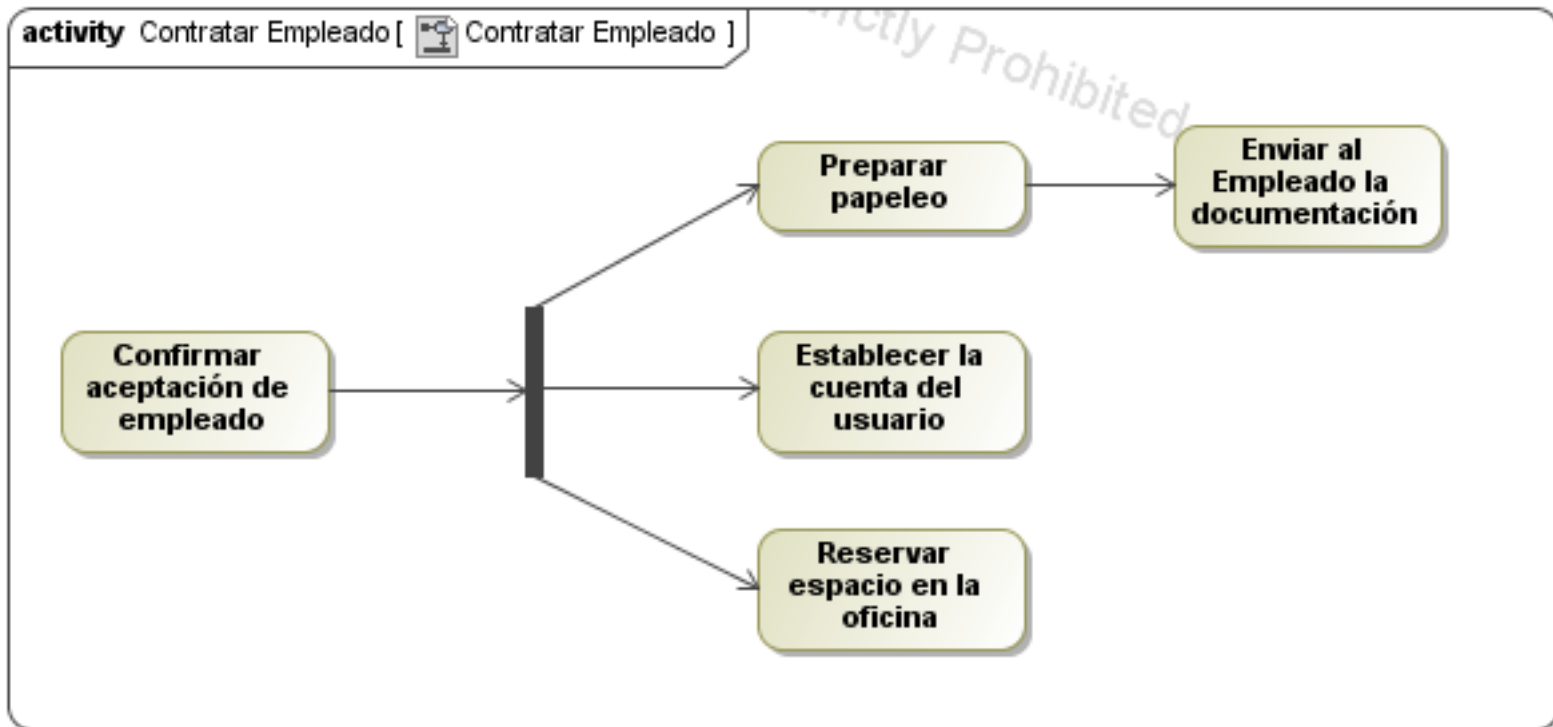 activity Contratar Empleado [ Contratar Empleado ]
Prohibited
Preparar
papeleo
Enviar al
Empleado la
documentación
Confirmar
aceptación de
empleado
Establecer la
cuenta del
usuario
Reservar
espacio en la
oficina